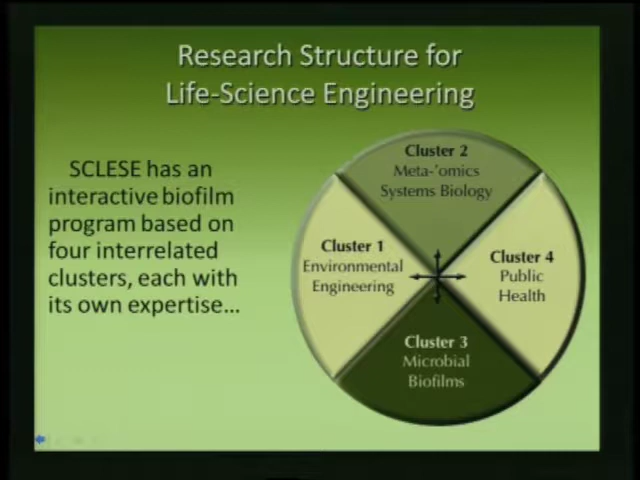 Research Structure for
Life-Science Engineering
SCLESE has an
interactive biofilm
program based on
four interrelated
clusters, each with
its own expertise…
Cluster 2
Meta-’omics
Systems Biology
Cluster 1
Environmental
Engineering
Cluster 4
Public
Health
Cluster 3
Microbial
Biofilms